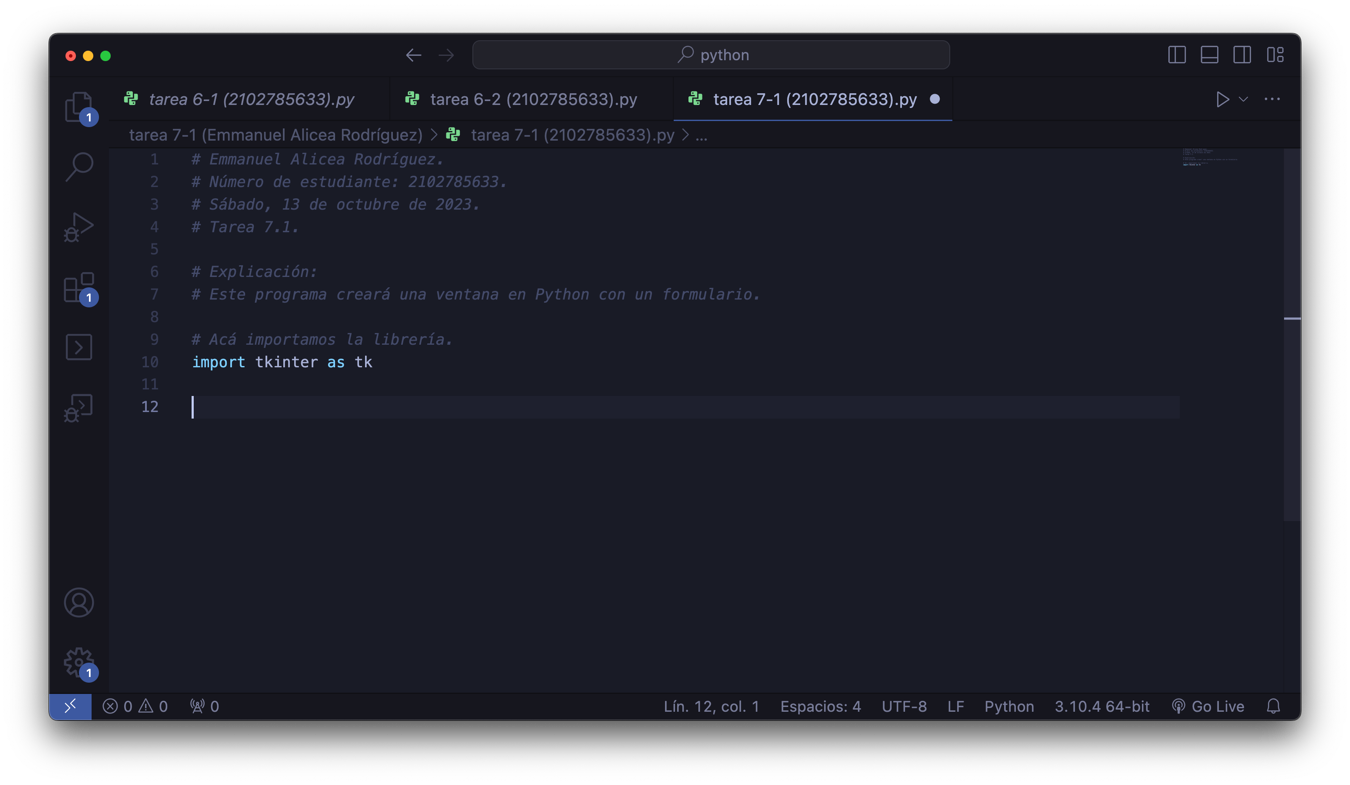 python
1
tarea 6-1 (2102785633).py
tarea 6-2 (2102785633).py
tarea 7-1 (2102785633).py
tarea 7-1 (Emmanuel Alicea Rodríguez) > tarea 7-1 (2102785633).py > ...
1 # Emmanuel Alicea Rodríguez.
2 # Número de estudiante: 2102785633.
3 # Sábado, 13 de octubre de 2023.
4 # Tarea 7.1.
5
6 # Explicación:
7 # Este programa creará una ventana en Python con un formulario.
8
9 # Acá importamos la librería.
10 import tkinter as tk
11
12
1
1
0 0 0 Lín. 12, col. 1 Espacios: 4 UTF-8 LF Python 3.10.4 64-bit Go Live